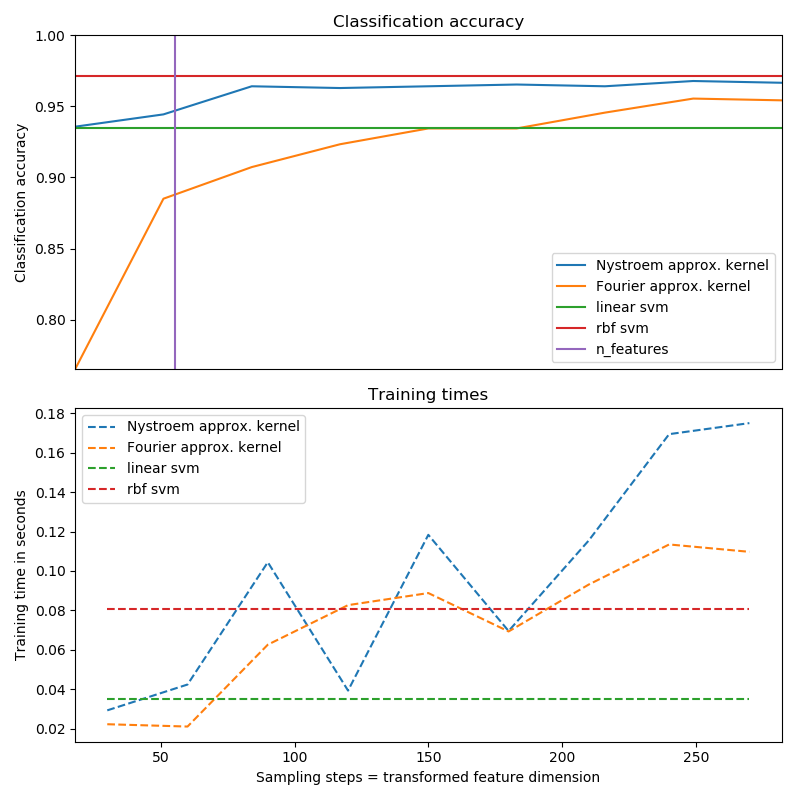 Classification accuracy
1.00
0.95
0.90
0.85
0.80
Classification accuracy
Nystroem approx. kernel
Fourier approx. kernel
linear svm
rbf svm
n_features
Training times
0.18
0.16
0.14
0.12
0.10
0.08
0.06
0.04
0.02
Training time in seconds
Nystroem approx. kernel
Fourier approx. kernel
linear svm
rbf svm
50 100 150 200 250
Sampling steps = transformed feature dimension